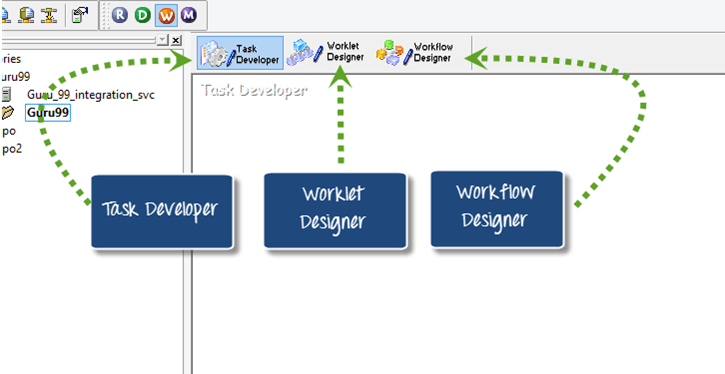 R D W M
Task
Developer
Worklet
Designer
Workflow
Designer
ries
uru99
Guru_99_integration_svc
Guru99
po
po2
Task Developer
Task Developer
Worklet
Designer
Workflow
Designer